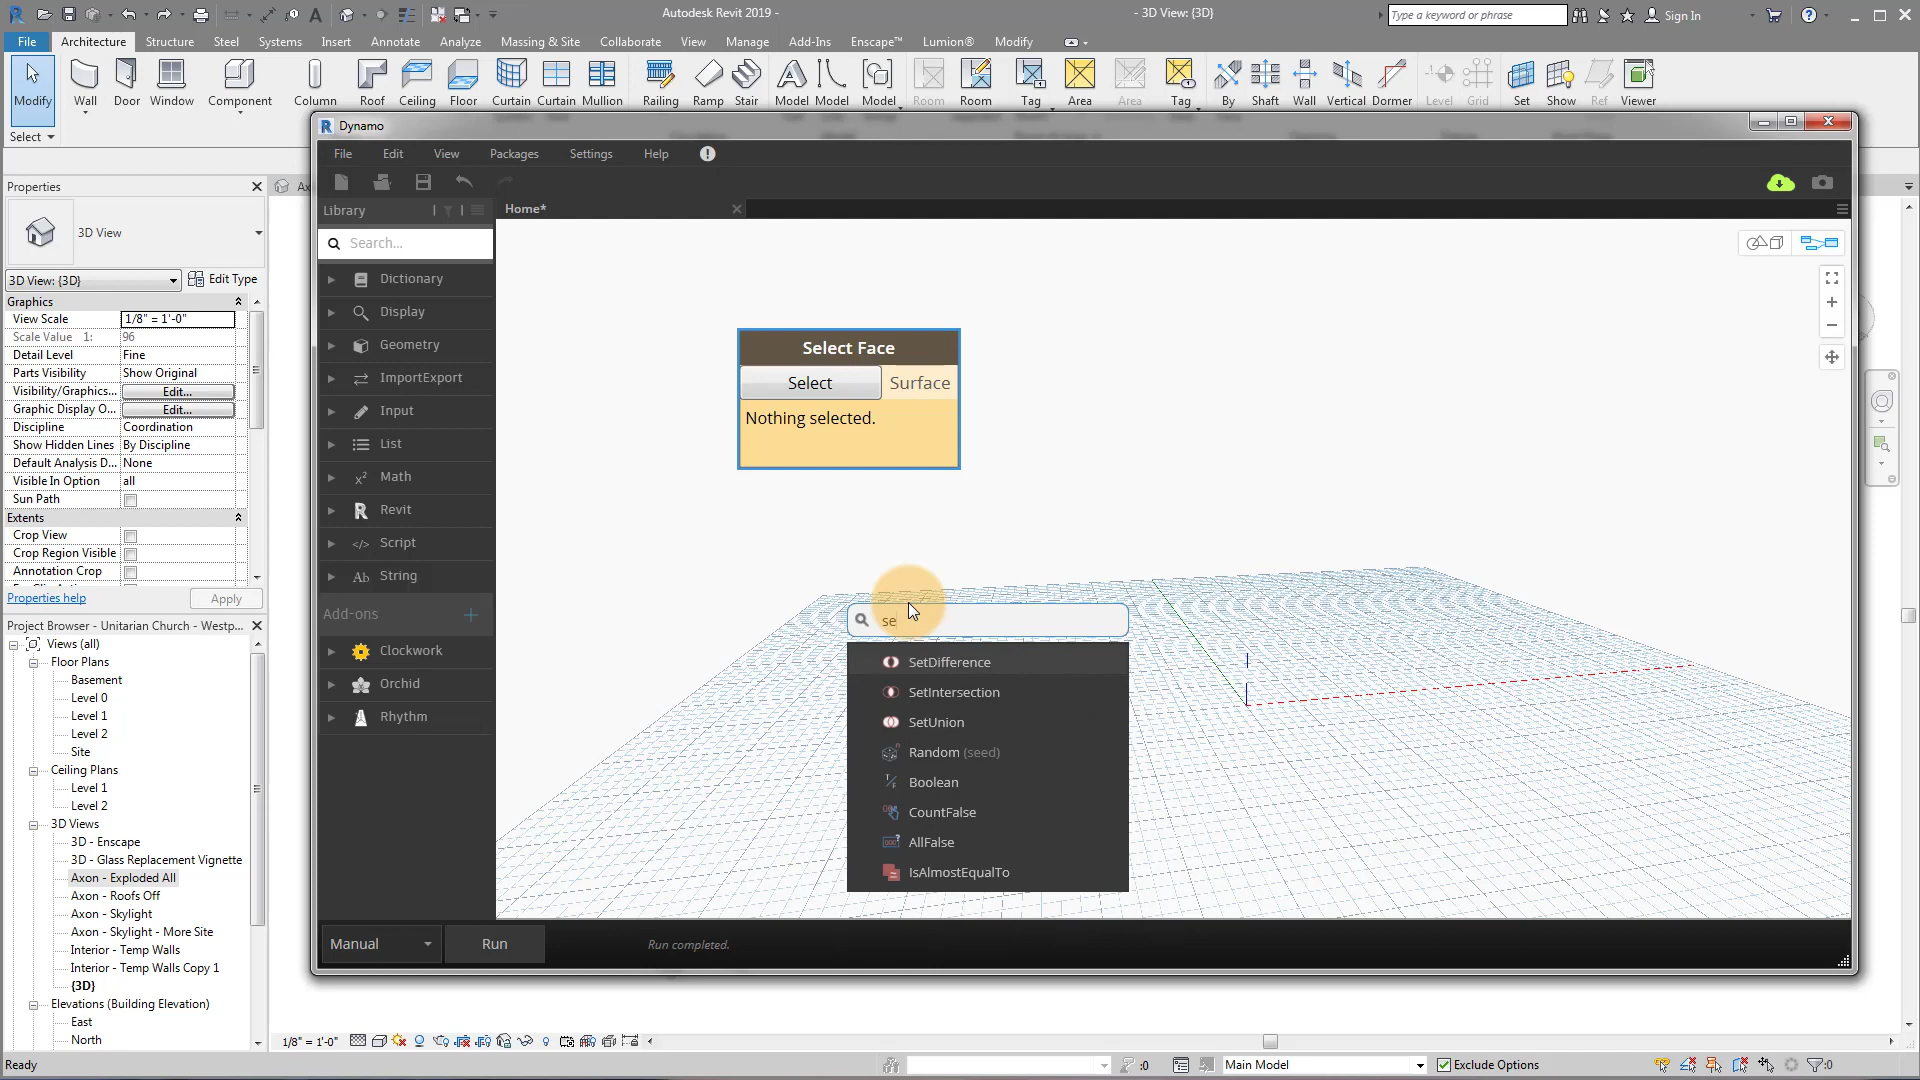 Autodesk Revit 2019 -
- 3D View: {3D}
Type a keyword or phrase
Sign In
File
Architecture
Structure
Steel
Systems
Insert
Annotate
Analyze
Massing & Site
Collaborate
View
Manage
Add-Ins
Enscape™
Lumion®
Modify
Modify
Wall
Door
Window
Component
Column
Roof
Ceiling
Floor
Curtain
Curtain
Mullion
Railing
Ramp
Stair
Model
Model
Model
Room
Room
Tag
Area
Area
Tag
By
Shaft
Wall
Vertical
Dormer
Level
Grid
Set
Show
Ref
Viewer
Select
Dynamo
File
Edit
View
Packages
Settings
Help
Properties
Ax
Library
Home*
Search...
3D View
3D View: {3D}
Edit Type
Graphics
View Scale
1/8" = 1'-0"
Scale Value 1:
96
Detail Level
Fine
Parts Visibility
Show Original
Visibility/Graphics...
Edit...
Graphic Display O...
Edit...
Discipline
Coordination
Show Hidden Lines
By Discipline
Default Analysis D...
None
Visible In Option
all
Sun Path
Extents
Crop View
Crop Region Visible
Annotation Crop
Properties help
Apply
Dictionary
Display
Geometry
ImportExport
Input
List
Math
Revit
Script
String
Add-ons
Clockwork
Orchid
Rhythm
Select Face
Select
Surface
Nothing selected.
se
SetDifference
SetIntersection
SetUnion
Random (seed)
Boolean
CountFalse
AllFalse
IsAlmostEqualTo
Project Browser - Unitarian Church - Westp...
Views (all)
Floor Plans
Basement
Level 0
Level 1
Level 2
Site
Ceiling Plans
Level 1
Level 2
3D Views
3D - Enscape
3D - Glass Replacement Vignette
Axon - Exploded All
Axon - Roofs Off
Axon - Skylight
Axon - Skylight - More Site
Interior - Temp Walls
Interior - Temp Walls Copy 1
{3D}
Elevations (Building Elevation)
East
North
Manual
Run
Run completed.
1/8" = 1'-0"
Ready
:0
Main Model
Exclude Options
:0